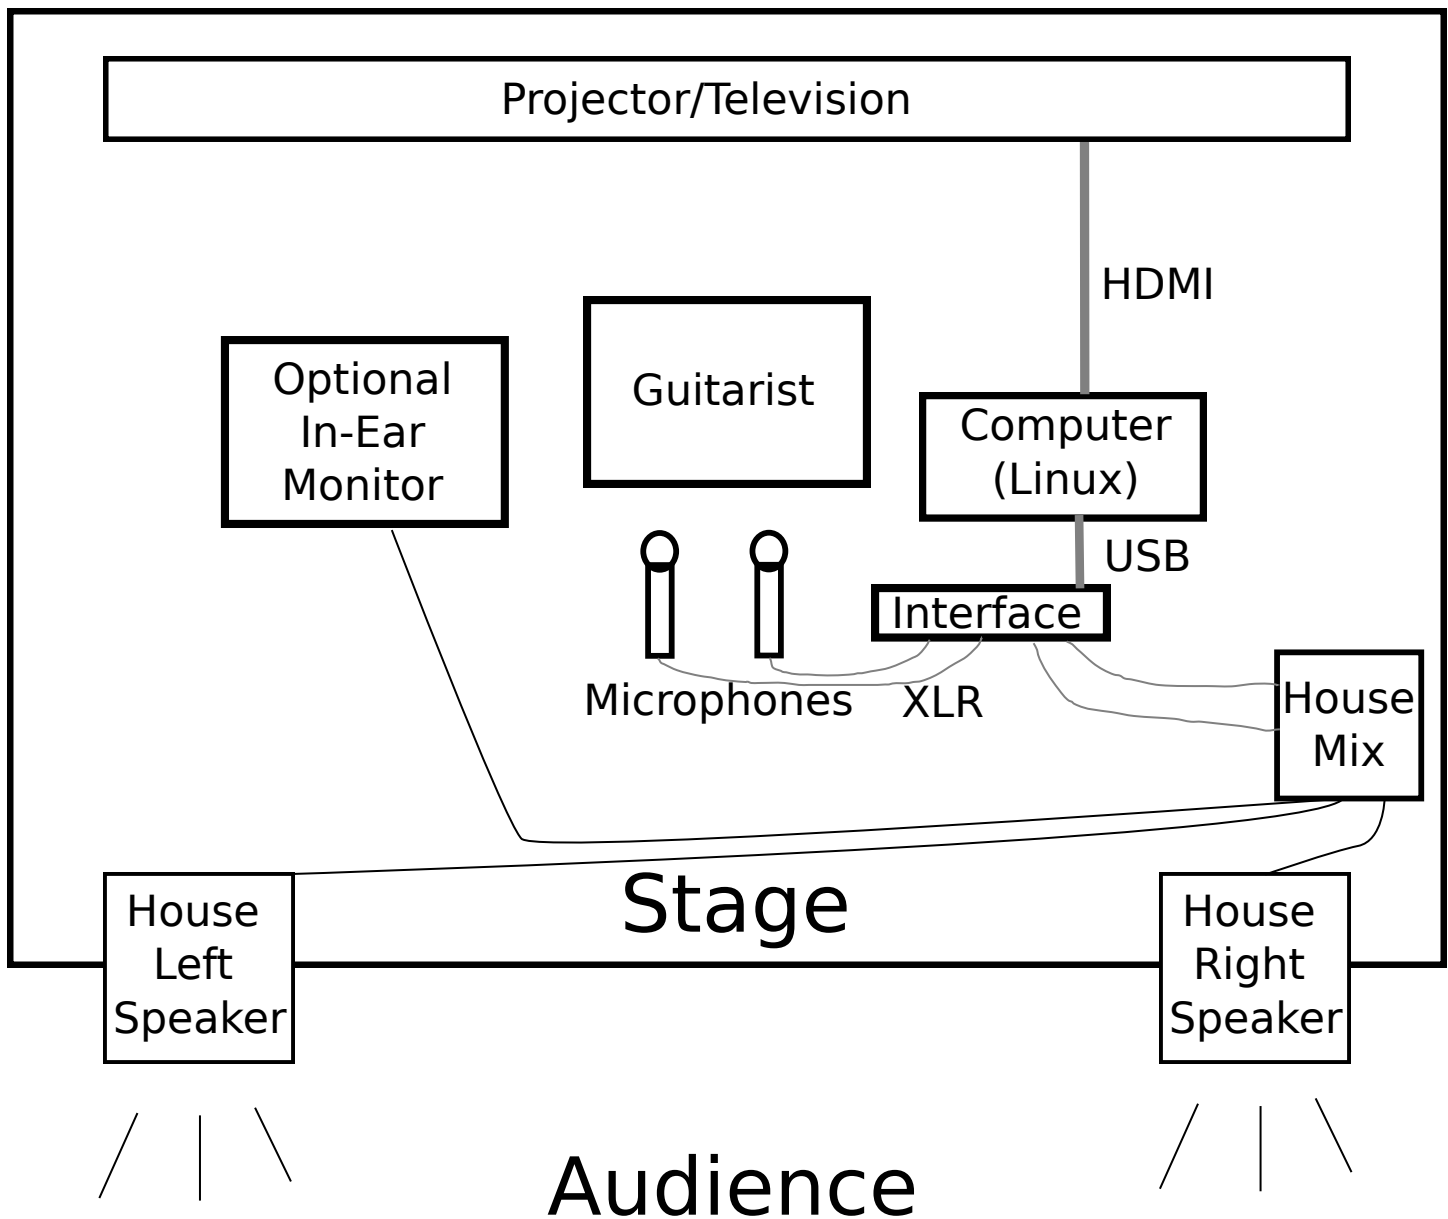 Projector/Television
HDMI
Optional
In-Ear
Monitor
Guitarist
Computer
(Linux)
USB
Interface
Microphones
XLR
House
Mix
Stage
House
Left
Speaker
House
Right
Speaker
Audience